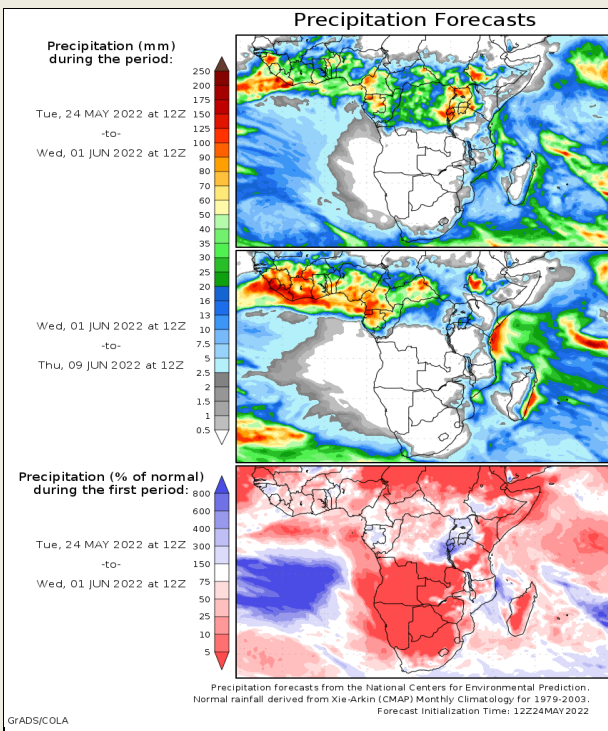 Precipitation Forecasts
Precipitation (mm)
during the period:
Tue, 24 MAY 2022 at 12Z
-to-
Wed, 01 JUN 2022 at 12Z
250
200
175
150
125
100
90
80
70
60
50
40
35
30
25
20
16
13
10
7.5
5
2.5
2
1.5
1
0.5
Wed, 01 JUN 2022 at 12Z
-to-
Thu, 09 JUN 2022 at 12Z
Precipitation (% of normal)
during the first period:
Tue, 24 MAY 2022 at 12Z
-to-
Wed, 01 JUN 2022 at 12Z
800
600
400
300
150
75
50
25
10
5
Precipitation forecasts from the National Centers for Environmental Prediction.
Normal rainfall derived from Xie-Arkin (CMAP) Monthly Climatology for 1979-2003.
Forecast Initialization Time: 12Z24MAY2022
GrADS/COLA